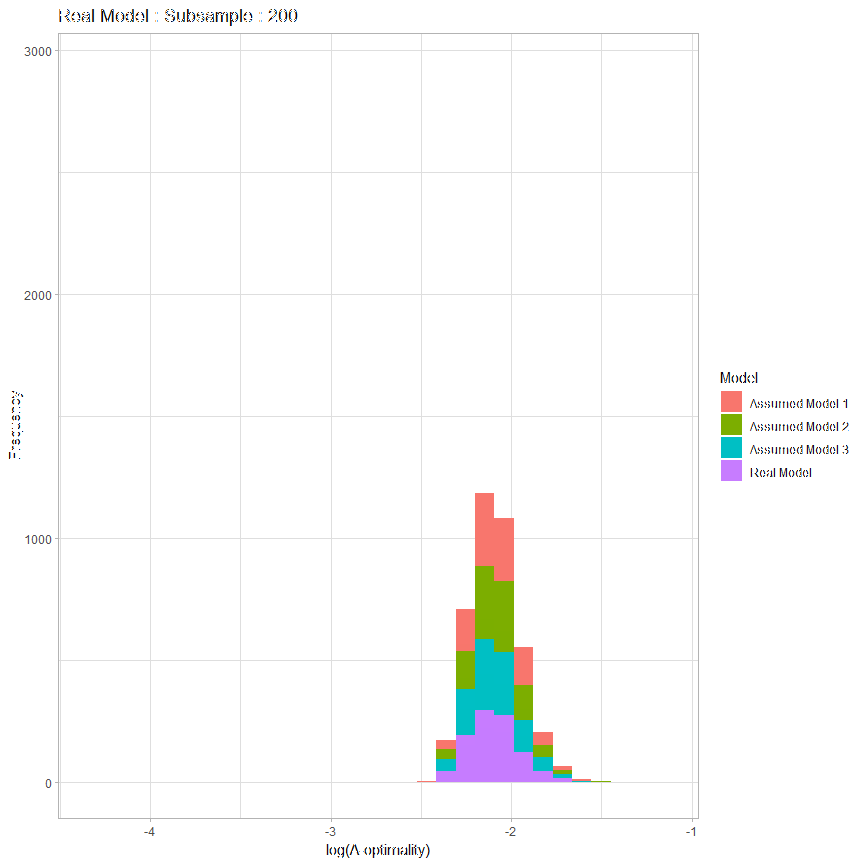 Real Model : Subsample : 200
3000
2000
1000
0
Frequency
-4
-3
-2
-1
log(A-optimality)
Model
Assumed Model 1
Assumed Model 2
Assumed Model 3
Real Model